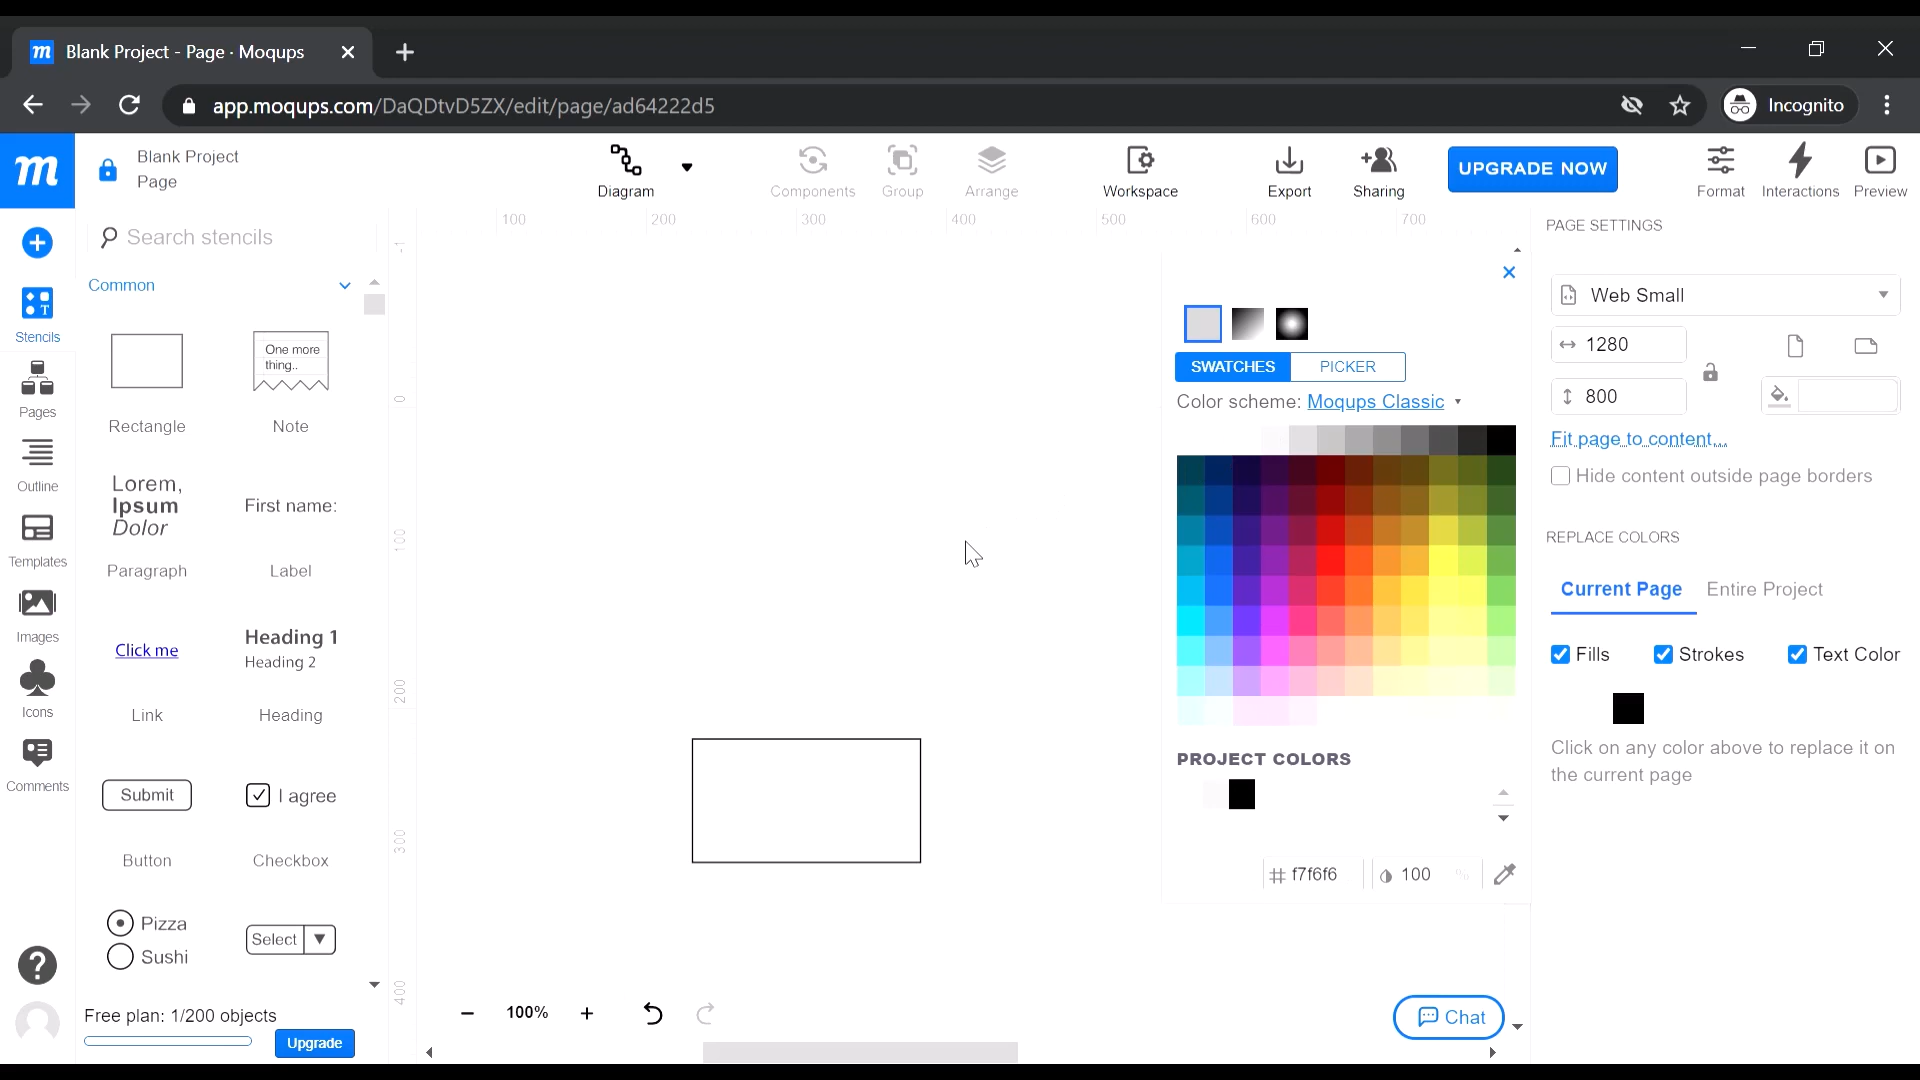 m Blank Project - Page · Moqups
app.moqups.com/DaQDtvD5ZX/edit/page/ad64222d5
Incognito
m
Blank Project
Page
Diagram
Components
Group
Arrange
Workspace
Export
Sharing
UPGRADE NOW
Format
Interactions
Preview
Search stencils
Common
Stencils
Pages
Outline
Templates
Images
Icons
Comments
One more
thing..
Rectangle
Note
Lorem,
Ipsum
Dolor
First name:
Paragraph
Label
Click me
Heading 1
Heading 2
Link
Heading
Submit
I agree
Button
Checkbox
Pizza
Sushi
Select
Free plan: 1/200 objects
Upgrade
100
200
300
400
500
600
700
-1
0
100
200
300
400
100%
SWATCHES
PICKER
Color scheme: Moqups Classic
PROJECT COLORS
f7f6f6
100
%
Chat
PAGE SETTINGS
Web Small
1280
800
Fit page to content...
Hide content outside page borders
REPLACE COLORS
Current Page
Entire Project
Fills
Strokes
Text Color
Click on any color above to replace it on
the current page